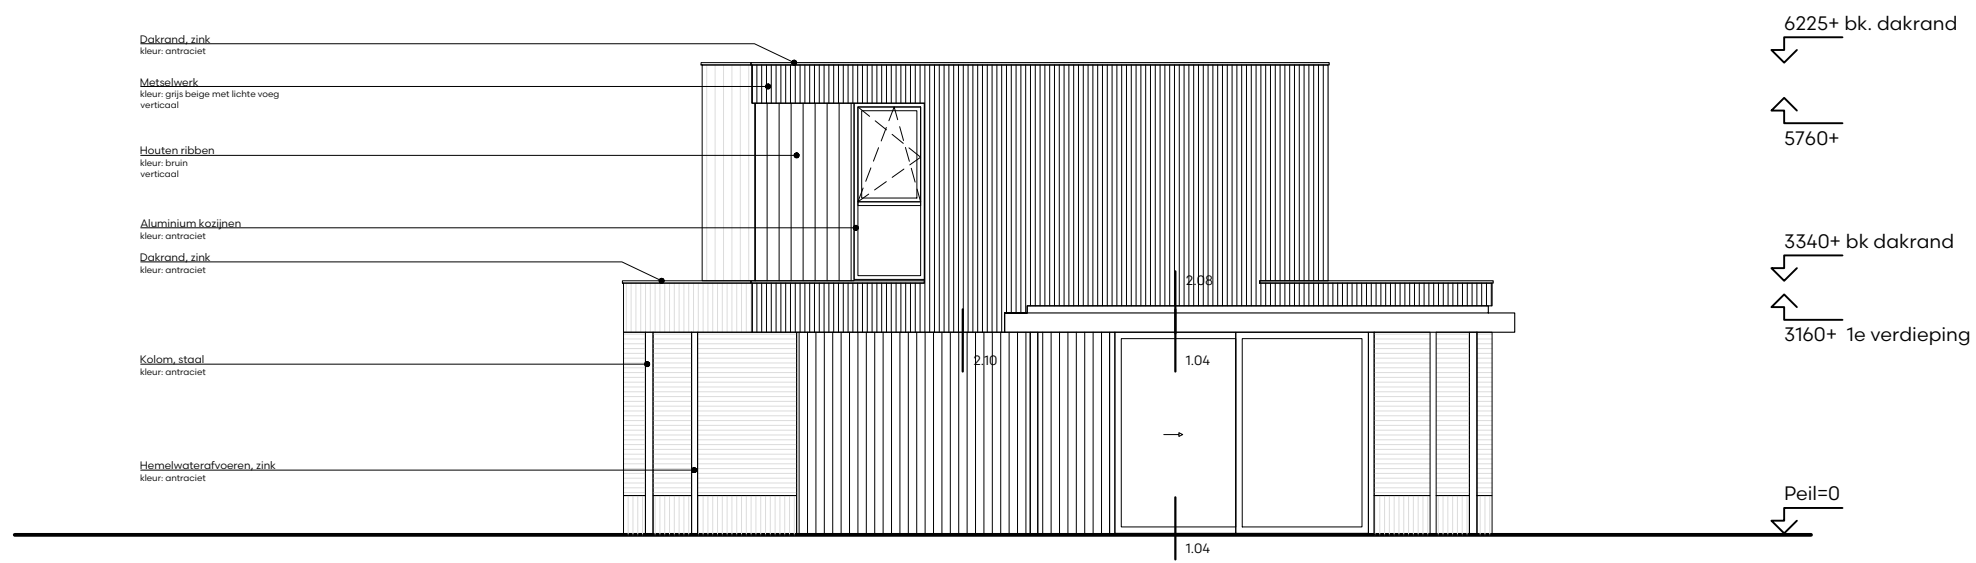 Dakrand, zink
kleur: antraciet
Metselwerk
kleur: grijs beige met lichte voeg
verticaal
Houten ribben
kleur: bruin
verticaal
Aluminium kozijnen
kleur: antraciet
Dakrand, zink
kleur: antraciet
Kolom, staal
kleur: antraciet
Hemelwaterafvoeren, zink
kleur: antraciet
2.08
2.10
1.04
1.04
6225+ bk. dakrand
5760+
3340+ bk dakrand
3160+ 1e verdieping
Peil=0